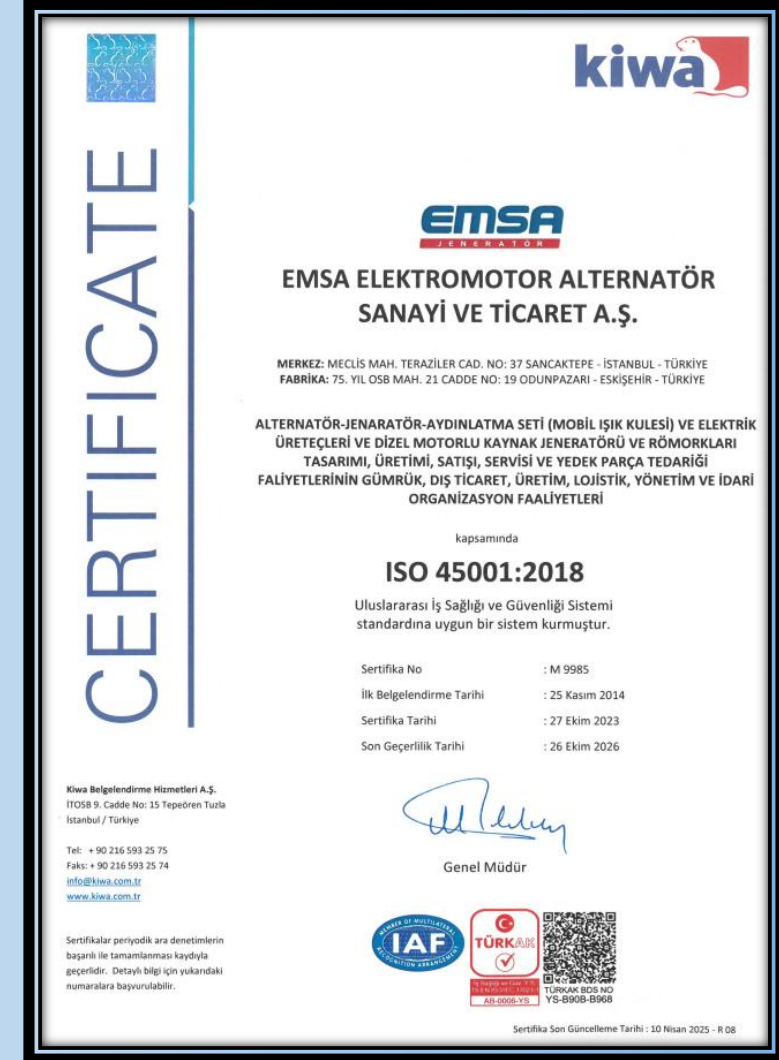 CERTIFICATE
kiwa
EMSA
JENERATÖR
EMSA ELEKTROMOTOR ALTERNATÖR
SANAYİ VE TİCARET A.Ş.
MERKEZ: MECLİS MAH. TERAZİLER CAD. NO: 37 SANCAKTEPE - İSTANBUL - TÜRKİYE
FABRİKA: 75. YIL OSB MAH. 21 CADDE NO: 19 ODUNPAZARI - ESKİŞEHİR - TÜRKİYE
ALTERNATÖR-JENARATÖR-AYDINLATMA SETİ (MOBİL IŞIK KULESİ) VE ELEKTRİK
ÜRETEÇLERİ VE DİZEL MOTORLU KAYNAK JENERATÖRÜ VE RÖMORKLARI
TASARIMI, ÜRETİMİ, SATIŞI, SERVİSİ VE YEDEK PARÇA TEDARİĞİ
FALİYETLERİNİN GÜMRÜK, DIŞ TİCARET, ÜRETİM, LOJİSTİK, YÖNETİM VE İDARİ
ORGANİZASYON FAALİYETLERİ
kapsamında
ISO 45001:2018
Uluslararası İş Sağlığı ve Güvenliği Sistemi
standardına uygun bir sistem kurmuştur.
Sertifika No : M 9985
İlk Belgelendirme Tarihi : 25 Kasım 2014
Sertifika Tarihi : 27 Ekim 2023
Son Geçerlilik Tarihi : 26 Ekim 2026
Genel Müdür
Kiwa Belgelendirme Hizmetleri A.Ş.
İTOSB 9. Cadde No: 15 Tepeören Tuzla
İstanbul / Türkiye
Tel: + 90 216 593 25 75
Faks: + 90 216 593 25 74
info@kiwa.com.tr
www.kiwa.com.tr
Sertifikalar periyodik ara denetimlerin
başarılı ile tamamlanması kaydıyla
geçerlidir. Detaylı bilgi için yukarıdaki
numaralara başvurulabilir.
MEMBER OF MULTILATERAL
IAF
RECOGNITION ARRANGEMENT
TÜRKAK
AB-0006-YS
TÜRKAK BDS NO
YS-B90B-B968
Sertifika Son Güncelleme Tarihi : 10 Nisan 2025 - R 08